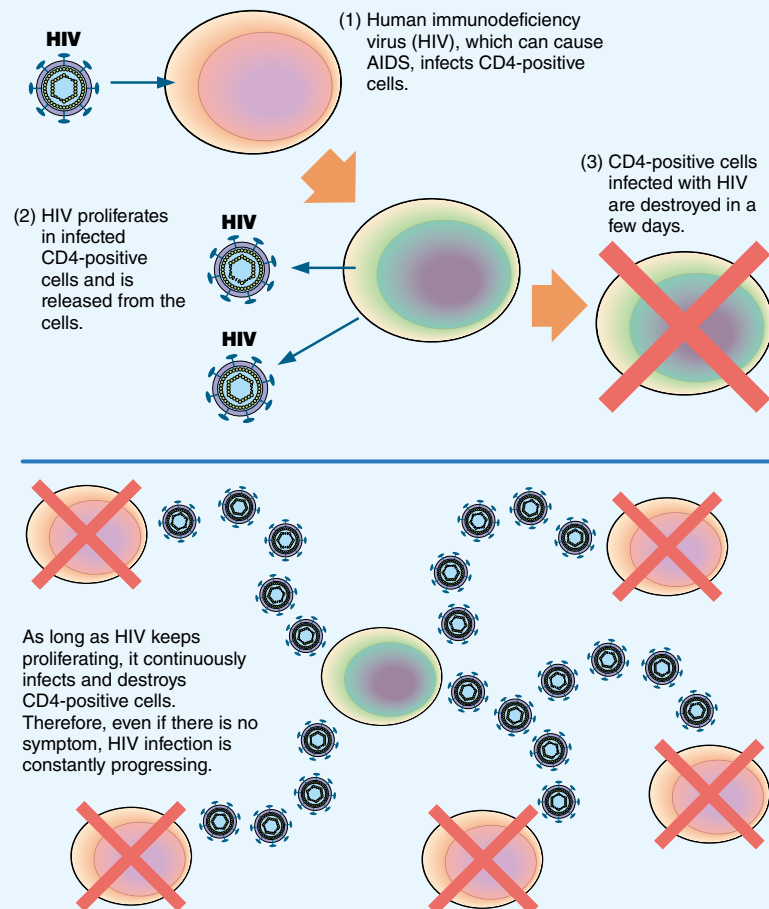 HIV
(1) Human immunodeficiency
virus (HIV), which can cause
AIDS, infects CD4-positive
cells.
(2) HIV proliferates
in infected
CD4-positive
cells and is
released from the
cells.
HIV
HIV
(3) CD4-positive cells
infected with HIV
are destroyed in a
few days.
As long as HIV keeps
proliferating, it continuously
infects and destroys
CD4-positive cells.
Therefore, even if there is no
symptom, HIV infection is
constantly progressing.